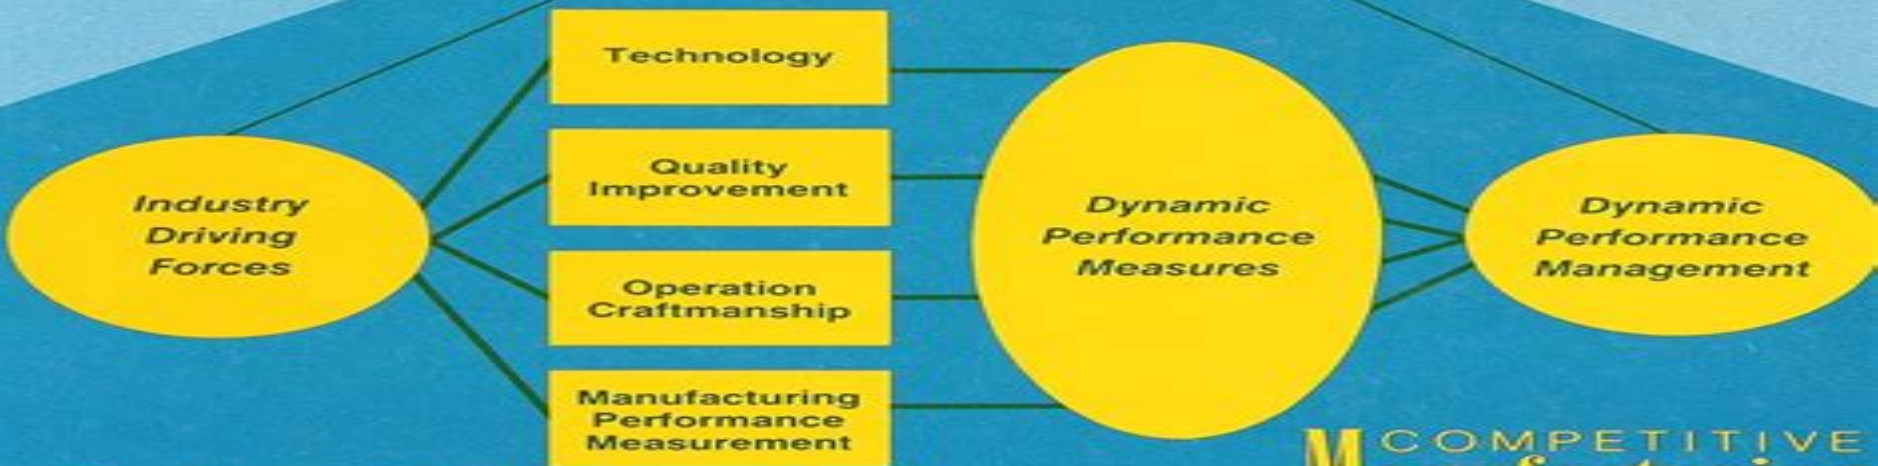 Technology
Quality
Improvement
Operation
Craftmanship
Manufacturing
Performance
Measurement
Industry
Driving
Forces
Dynamic
Performance
Measures
Dynamic
Performance
Management
COMPETITIVE